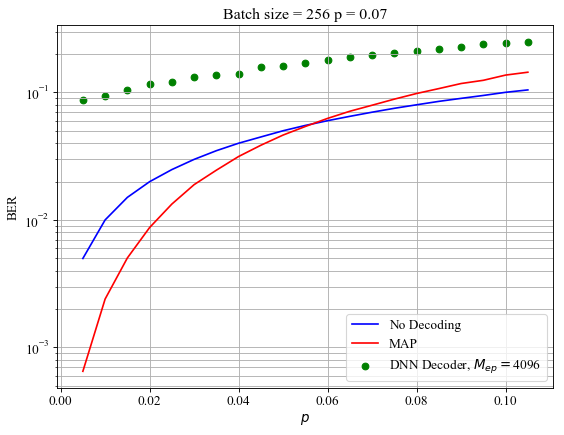 Batch size = 256 p = 0.07
BER
10⁻¹
10⁻²
10⁻³
No Decoding
MAP
DNN Decoder, Mₑₚ = 4096
0.00 0.02 0.04 0.06 0.08 0.10
p